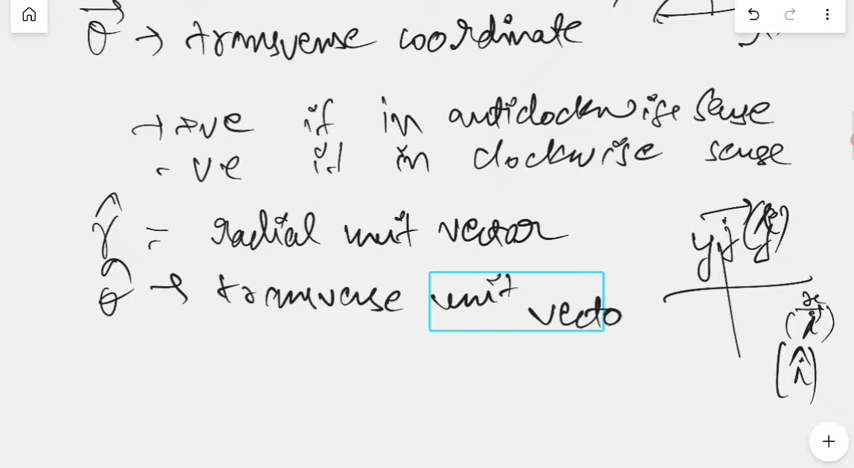 θ → transverse coordinate
→ +ve if in anticlockwise sense
- ve if in clockwise sense
r̂ = radial unit vector
θ̂ → transverse unit vecto
y ĵ (ĵ)
x
(î)
(î)